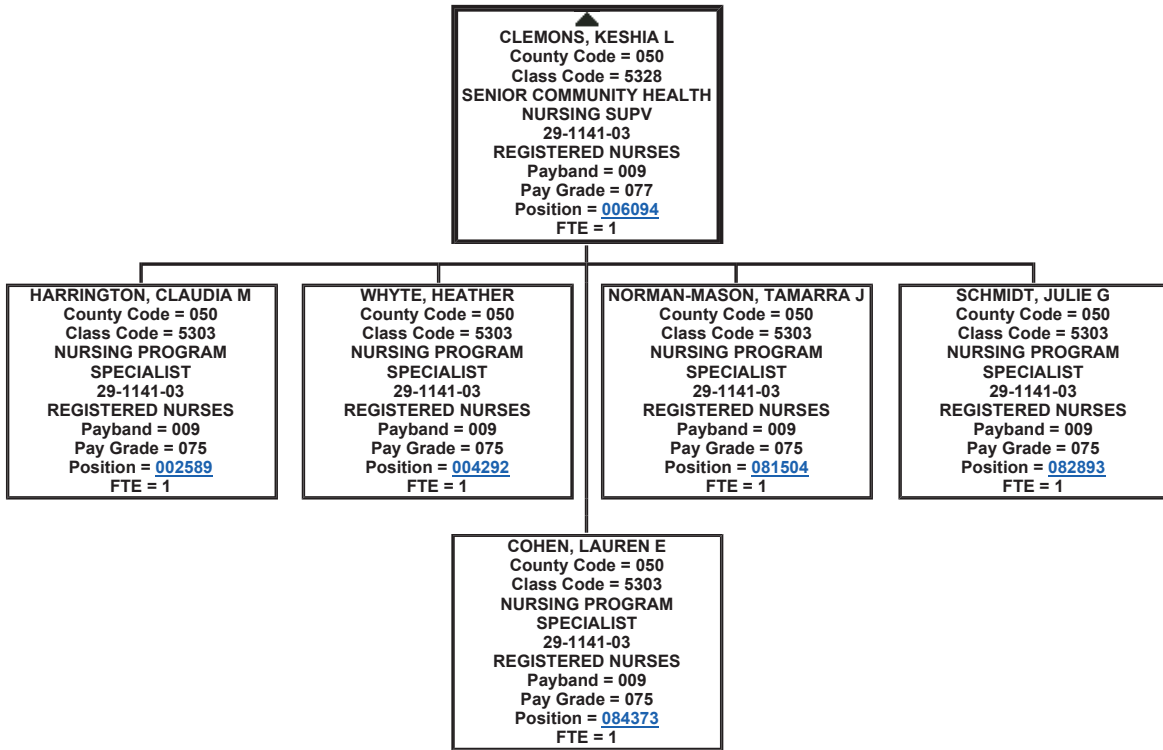 CLEMONS, KESHIA L
County Code = 050
Class Code = 5328
SENIOR COMMUNITY HEALTH
NURSING SUPV
29-1141-03
REGISTERED NURSES
Payband = 009
Pay Grade = 077
Position = 006094
FTE = 1
HARRINGTON, CLAUDIA M
County Code = 050
Class Code = 5303
NURSING PROGRAM
SPECIALIST
29-1141-03
REGISTERED NURSES
Payband = 009
Pay Grade = 075
Position = 002589
FTE = 1
WHYTE, HEATHER
County Code = 050
Class Code = 5303
NURSING PROGRAM
SPECIALIST
29-1141-03
REGISTERED NURSES
Payband = 009
Pay Grade = 075
Position = 004292
FTE = 1
NORMAN-MASON, TAMARRA J
County Code = 050
Class Code = 5303
NURSING PROGRAM
SPECIALIST
29-1141-03
REGISTERED NURSES
Payband = 009
Pay Grade = 075
Position = 081504
FTE = 1
SCHMIDT, JULIE G
County Code = 050
Class Code = 5303
NURSING PROGRAM
SPECIALIST
29-1141-03
REGISTERED NURSES
Payband = 009
Pay Grade = 075
Position = 082893
FTE = 1
COHEN, LAUREN E
County Code = 050
Class Code = 5303
NURSING PROGRAM
SPECIALIST
29-1141-03
REGISTERED NURSES
Payband = 009
Pay Grade = 075
Position = 084373
FTE = 1